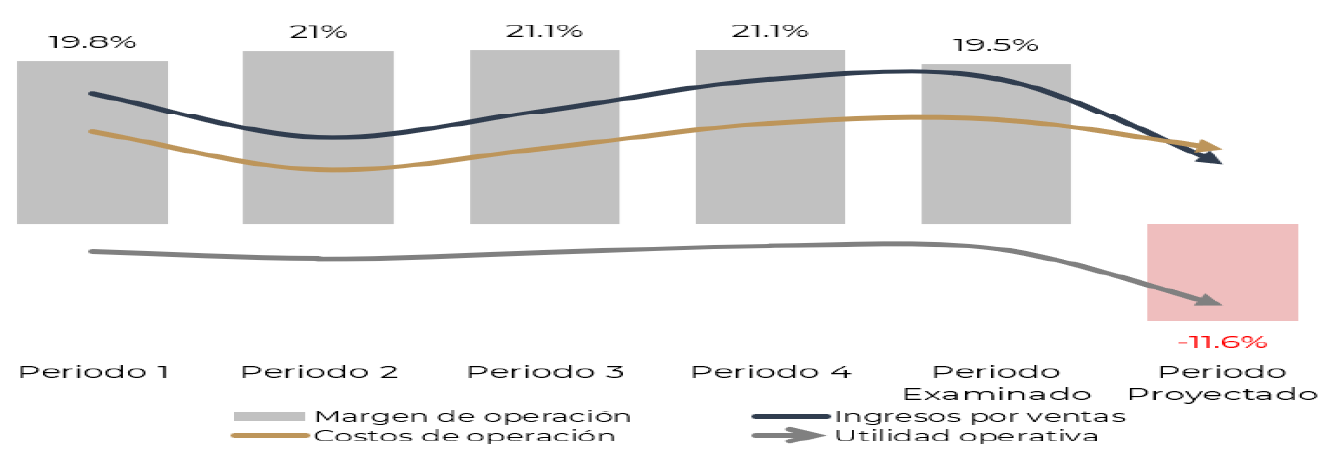 19.8%
21%
21.1%
21.1%
19.5%
-11.6%
Periodo 1
Periodo 2
Periodo 3
Periodo 4
Periodo
Examinado
Periodo
Proyectado
Margen de operación
Ingresos por ventas
Costos de operación
Utilidad operativa